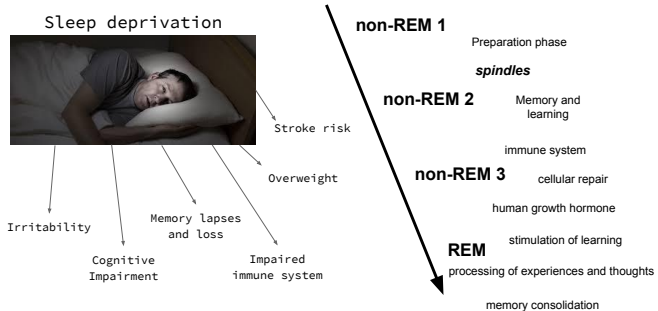 Sleep deprivation
Stroke risk
Overweight
Irritability
Memory lapses
and loss
Cognitive
Impairment
Impaired
immune system
non-REM 1
Preparation phase
spindles
non-REM 2
Memory and
learning
immune system
non-REM 3
cellular repair
human growth hormone
stimulation of learning
REM
processing of experiences and thoughts
memory consolidation